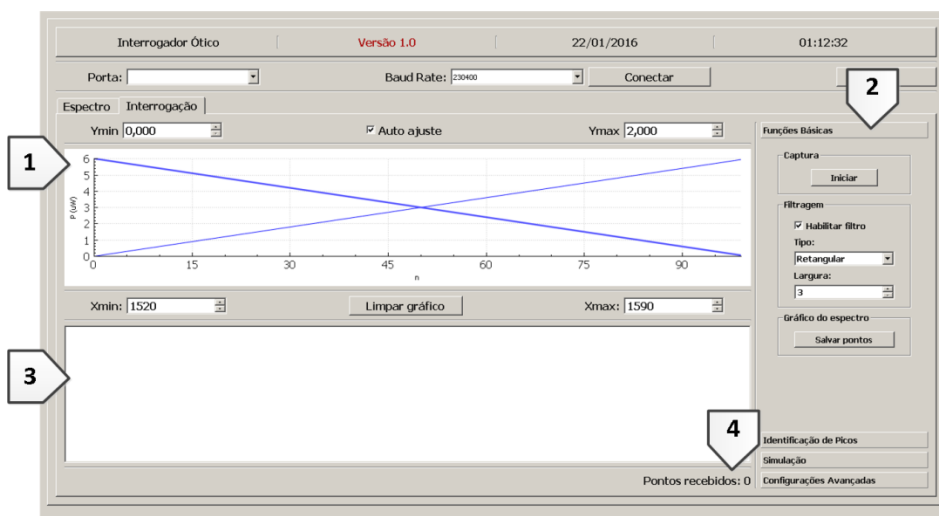 Interrogador Ótico Versão 1.0 22/01/2016 01:12:32
Porta: Baud Rate: 230400 Conectar
2
Espectro Interrogação
Ymin 0,000 Auto ajuste Ymax 2,000
Funções Básicas
1
P (uW)
6
5
4
3
2
1
0
0 15 30 45 60 75 90
n
Captura
Iniciar
Filtragem
Habilitar filtro
Tipo:
Retangular
Largura:
3
Gráfico do espectro
Salvar pontos
Xmin: 1520 Limpar gráfico Xmax: 1590
3
4
Identificação de Picos
Simulação
Pontos recebidos: 0 Configurações Avançadas